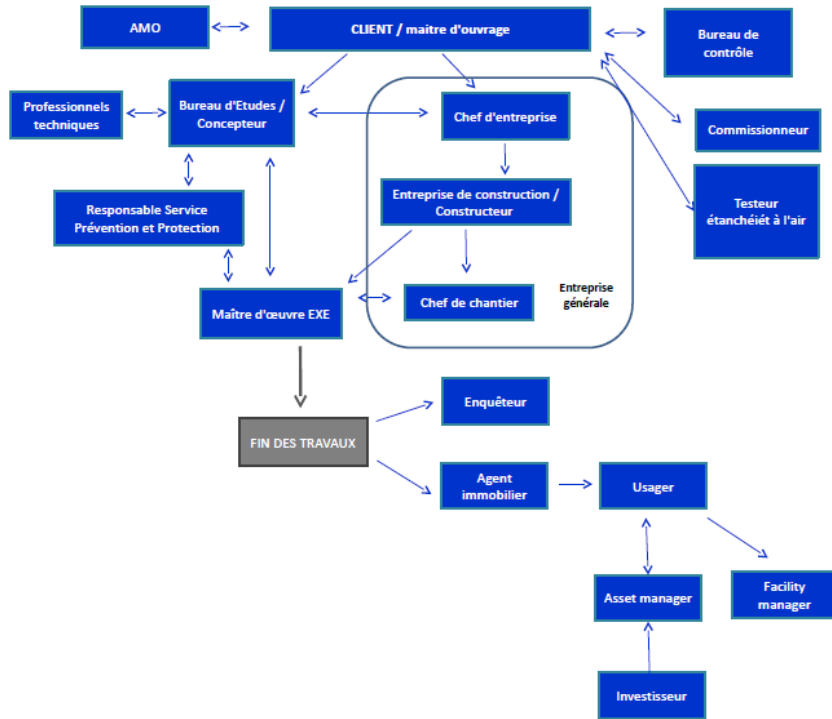 AMO
CLIENT / maitre d'ouvrage
Bureau de
contrôle
Professionnels
techniques
Bureau d'Etudes /
Concepteur
Chef d'entreprise
Commissionneur
Responsable Service
Prévention et Protection
Entreprise de construction /
Constructeur
Testeur
étanchéiét à l'air
Maître d'œuvre EXE
Chef de chantier
Entreprise
générale
FIN DES TRAVAUX
Enquêteur
Agent
immobilier
Usager
Asset manager
Facility
manager
Investisseur